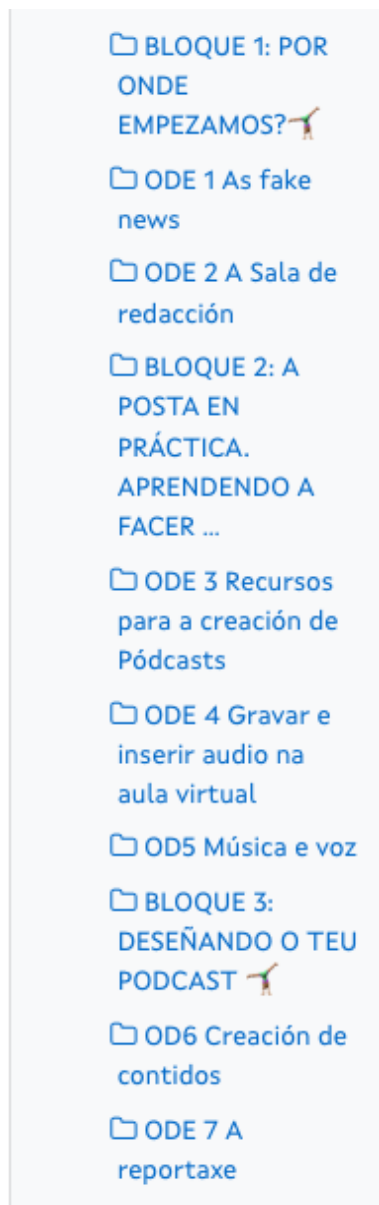 BLOQUE 1: POR
ONDE
EMPEZAMOS?🤸
ODE 1 As fake
news
ODE 2 A Sala de
redacción
BLOQUE 2: A
POSTA EN
PRÁCTICA.
APRENDENDO A
FACER ...
ODE 3 Recursos
para a creación de
Pódcasts
ODE 4 Gravar e
inserir audio na
aula virtual
OD5 Música e voz
BLOQUE 3:
DESEÑANDO O TEU
PODCAST 🤸
OD6 Creación de
contidos
ODE 7 A
reportaxe